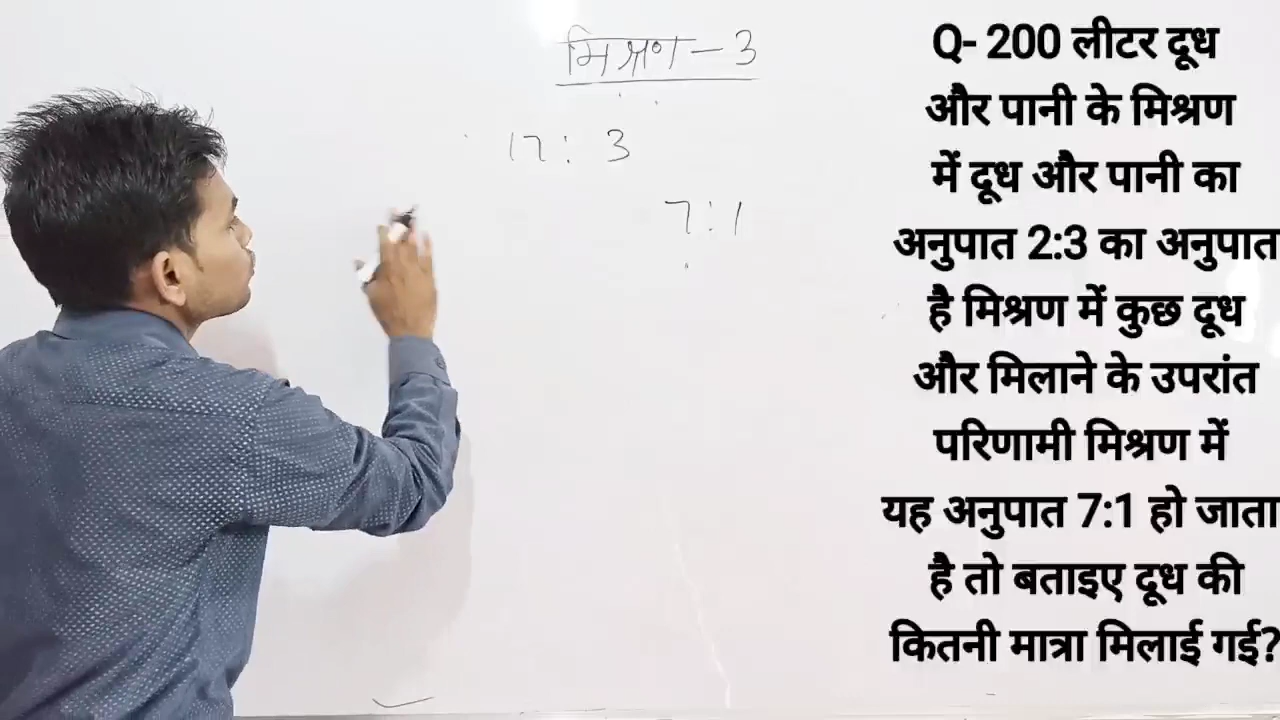 मिश्रण - 3
17 : 3
7 : 1
Q- 200 लीटर दूध
और पानी के मिश्रण
में दूध और पानी का
अनुपात 2:3 का अनुपात
है मिश्रण में कुछ दूध
और मिलाने के उपरांत
परिणामी मिश्रण में
यह अनुपात 7:1 हो जाता
है तो बताइए दूध की
कितनी मात्रा मिलाई गई?